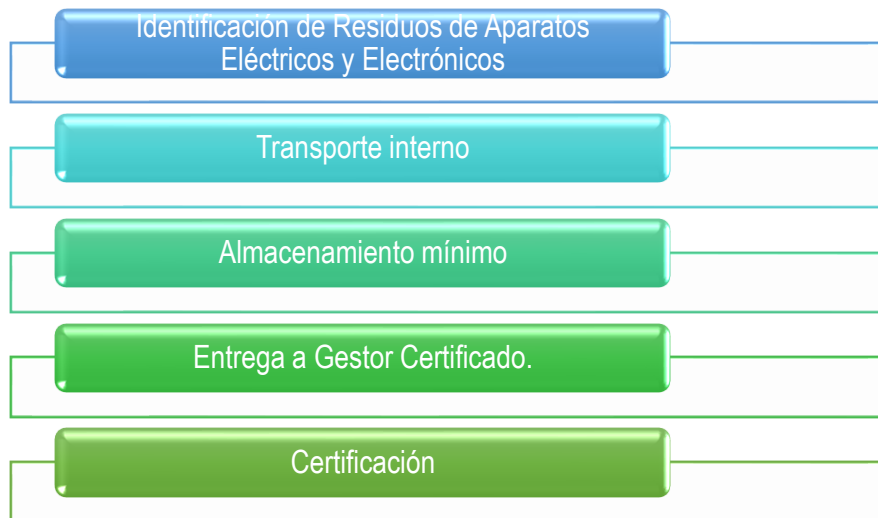 Identificación de Residuos de Aparatos
Eléctricos y Electrónicos
Transporte interno
Almacenamiento mínimo
Entrega a Gestor Certificado.
Certificación